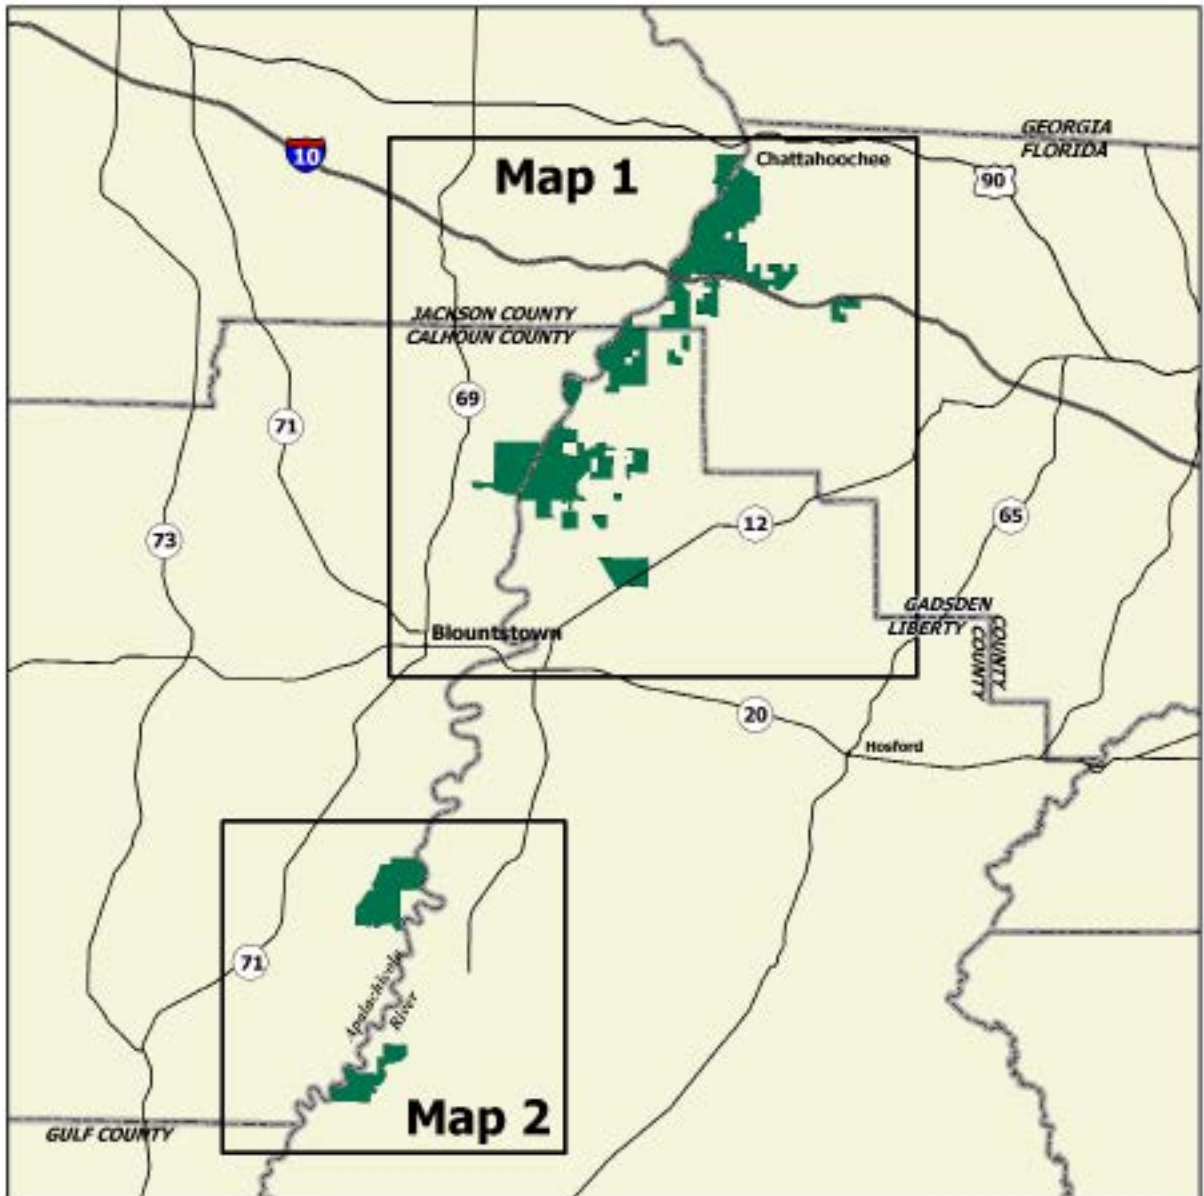 GEORGIA
FLORIDA
10
Map 1
Chattahoochee
90
JACKSON COUNTY
CALHOUN COUNTY
69
71
73
12
65
GADSDEN
LIBERTY
COUNTY
COUNTY
Blountstown
20
Hosford
71
Apalachicola
River
Map 2
GULF COUNTY